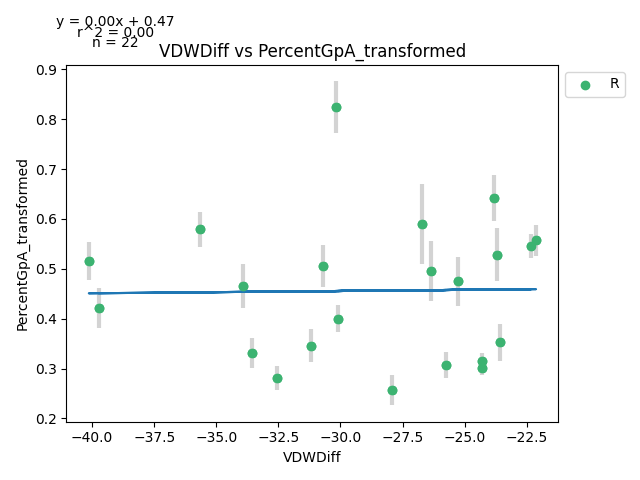 y = 0.00x + 0.47
r^2 = 0.00
n = 22
VDWDiff vs PercentGpA_transformed
R
0.9
0.8
0.7
0.6
0.5
0.4
0.3
0.2
PercentGpA_transformed
−40.0 −37.5 −35.0 −32.5 −30.0 −27.5 −25.0 −22.5
VDWDiff